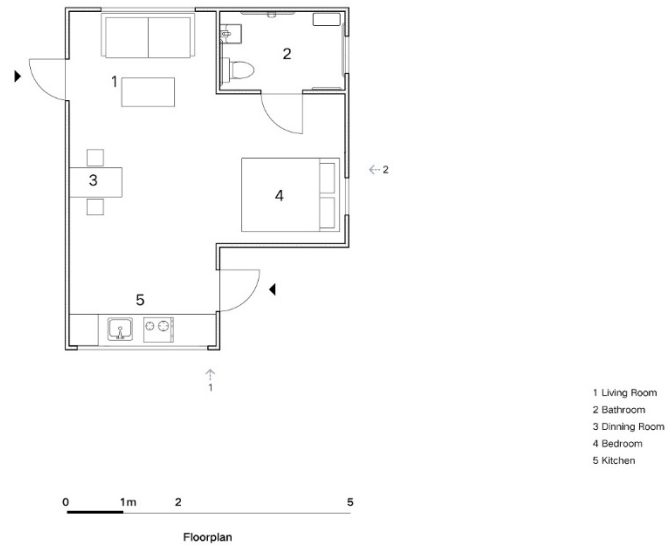 1
2
3
4
5
2
1
1 Living Room
2 Bathroom
3 Dinning Room
4 Bedroom
5 Kitchen
0 1m 2 5
Floorplan